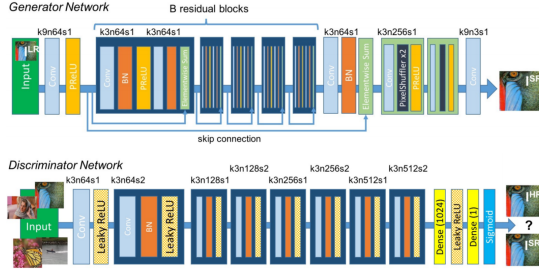 Generator Network
B residual blocks
k9n64s1 k3n64s1 k3n64s1 k3n64s1 k3n256s1 k9n3s1
I LR
Input
Conv
PReLU
Conv
BN
PReLU
Elementwise Sum
Conv
BN
Elementwise Sum
Conv
PixelShuffler x2
PReLU
Conv
I SR
skip connection
Discriminator Network
k3n64s1 k3n64s2 k3n128s1 k3n128s2 k3n256s1 k3n256s2 k3n512s1 k3n512s2
Input
Conv
Leaky ReLU
Conv
BN
Leaky ReLU
Dense (1024)
Leaky ReLU
Dense (1)
Sigmoid
I HR
?
I SR